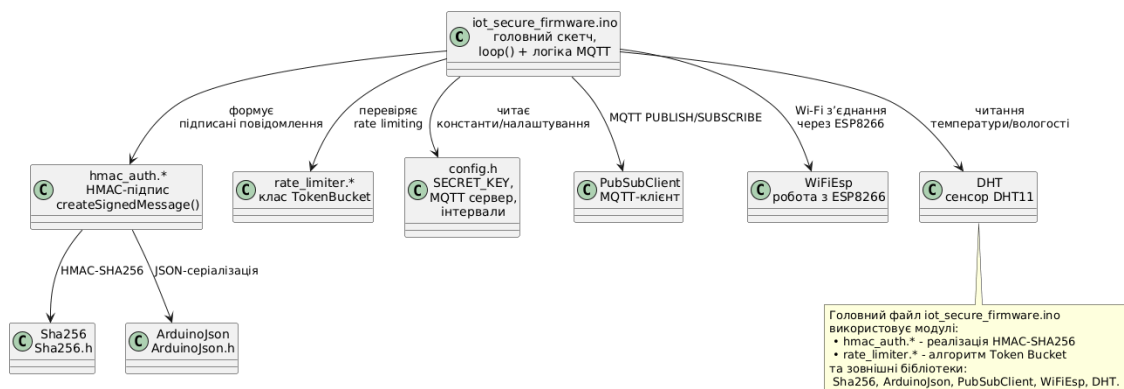 C
iot_secure_firmware.ino
головний скетч,
loop() + логіка MQTT
формує
підписані повідомлення
перевіряє
rate limiting
читає
константи/налаштування
MQTT PUBLISH/SUBSCRIBE
Wi-Fi з’єднання
через ESP8266
читання
температури/вологості
C
hmac_auth.*
HMAC-підпис
createSignedMessage()
C
rate_limiter.*
клас TokenBucket
C
config.h
SECRET_KEY,
MQTT сервер,
інтервали
C
PubSubClient
MQTT-клієнт
C
WiFiEsp
робота з ESP8266
C
DHT
сенсор DHT11
HMAC-SHA256
JSON-серіалізація
C
Sha256
Sha256.h
C
ArduinoJson
ArduinoJson.h
Головний файл iot_secure_firmware.ino
використовує модулі:
• hmac_auth.* - реалізація HMAC-SHA256
• rate_limiter.* - алгоритм Token Bucket
та зовнішні бібліотеки:
Sha256, ArduinoJson, PubSubClient, WiFiEsp, DHT.